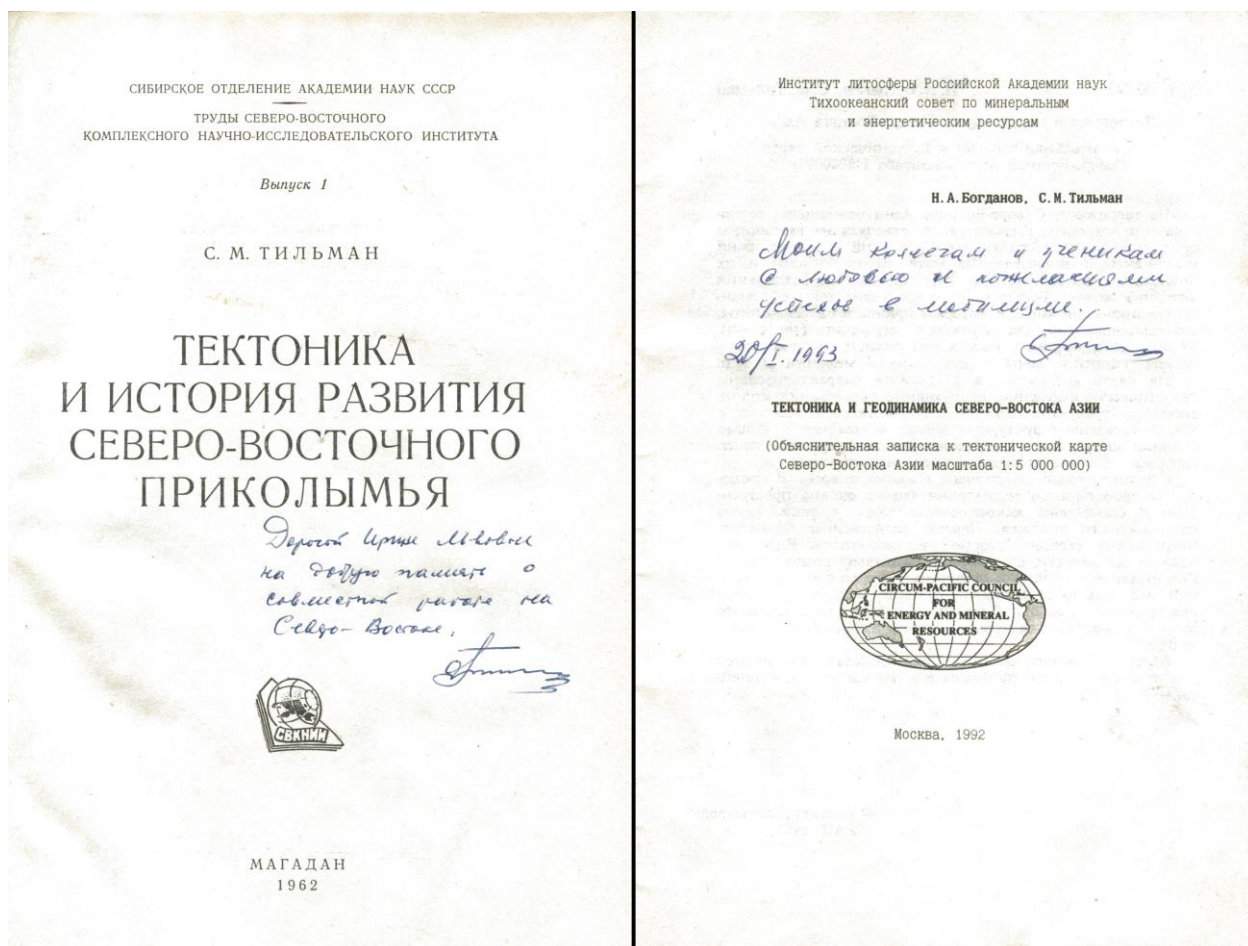 СИБИРСКОЕ ОТДЕЛЕНИЕ АКАДЕМИИ НАУК СССР
ТРУДЫ СЕВЕРО-ВОСТОЧНОГО
КОМПЛЕКСНОГО НАУЧНО-ИССЛЕДОВАТЕЛЬСКОГО ИНСТИТУТА
Выпуск 1
С. М. ТИЛЬМАН
ТЕКТОНИКА
И ИСТОРИЯ РАЗВИТИЯ
СЕВЕРО-ВОСТОЧНОГО
ПРИКОЛЫМЬЯ
Дорогой Ирине Львовне
на добрую память о
совместной работе на
Северо-Востоке.
СВКНИИ
МАГАДАН
1962
Институт литосферы Российской Академии наук
Тихоокеанский совет по минеральным
и энергетическим ресурсам
Н.А.Богданов, С.М.Тильман
Моим коллегам и ученикам
с любовью и пожеланиями
успехов в мобилизме.
20/I.1993
ТЕКТОНИКА И ГЕОДИНАМИКА СЕВЕРО-ВОСТОКА АЗИИ
(Объяснительная записка к тектонической карте
Северо-Востока Азии масштаба 1:5 000 000)
CIRCUM-PACIFIC COUNCIL
FOR
ENERGY AND MINERAL
RESOURCES
Москва, 1992